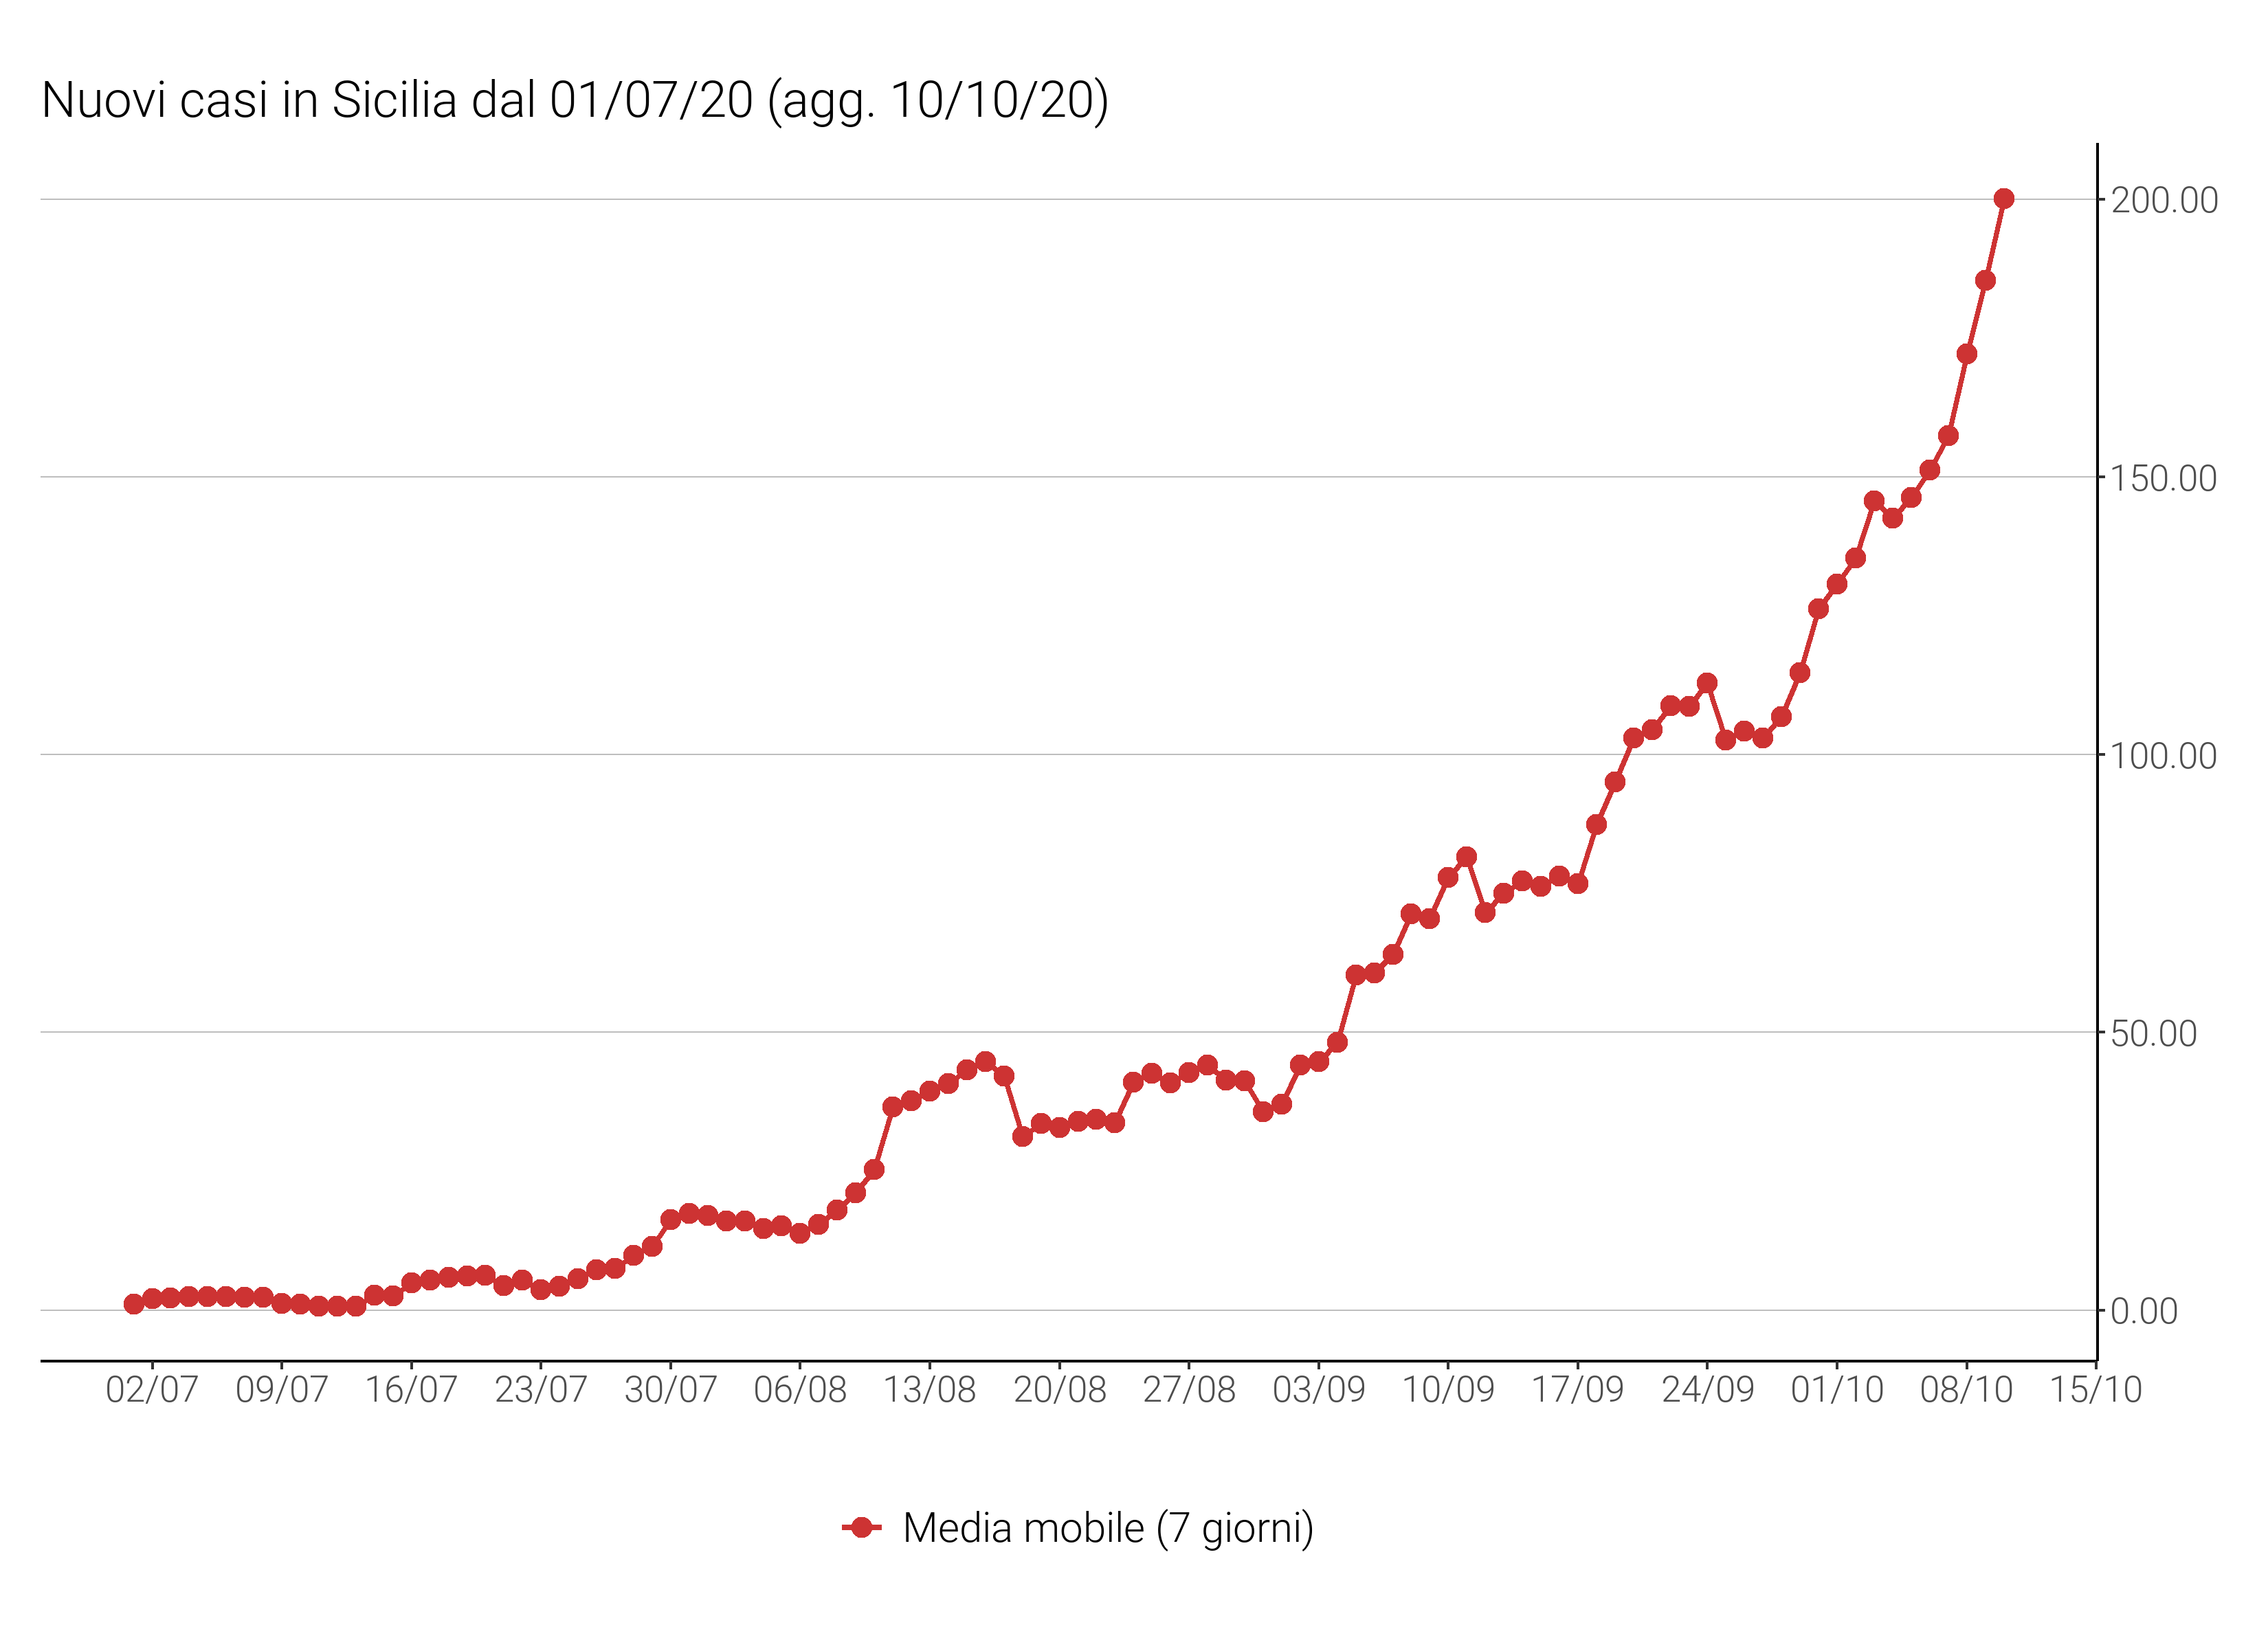 Nuovi casi in Sicilia dal 01/07/20 (agg. 10/10/20)
200.00
150.00
100.00
50.00
0.00
02/07 09/07 16/07 23/07 30/07 06/08 13/08 20/08 27/08 03/09 10/09 17/09 24/09 01/10 08/10 15/10
Media mobile (7 giorni)